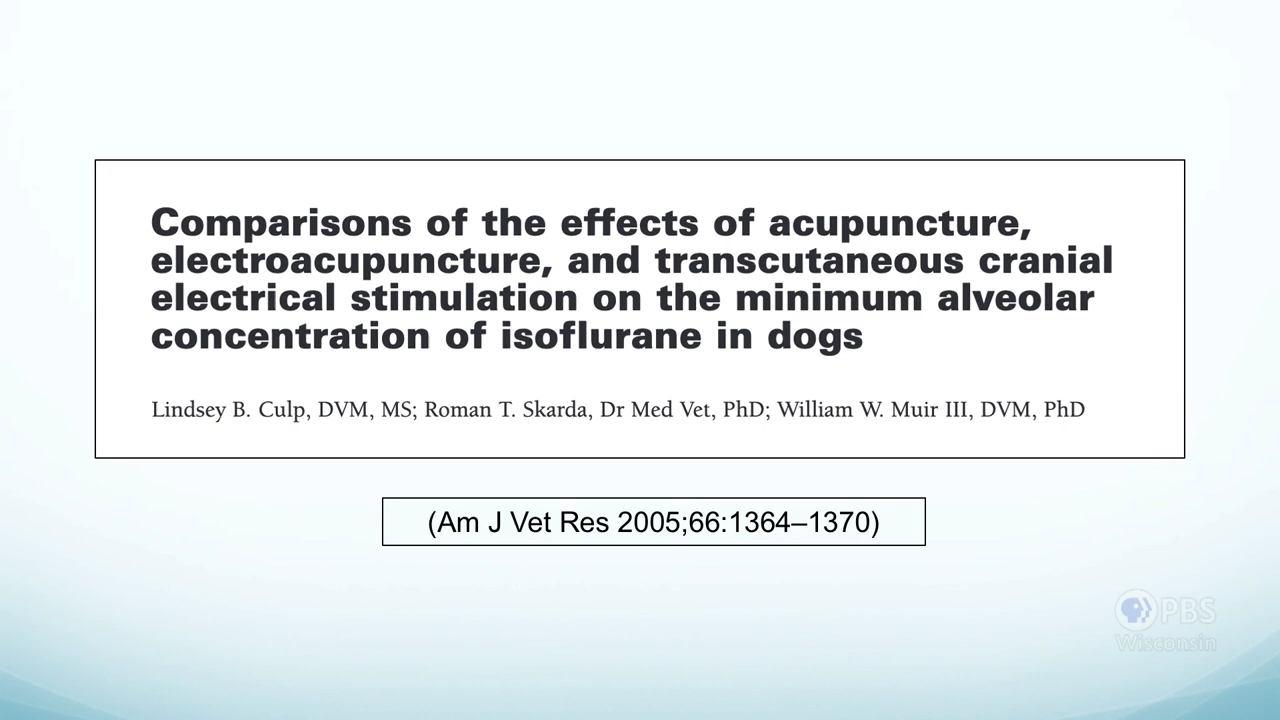 Comparisons of the effects of acupuncture,
electroacupuncture, and transcutaneous cranial
electrical stimulation on the minimum alveolar
concentration of isoflurane in dogs
Lindsey B. Culp, DVM, MS; Roman T. Skarda, Dr Med Vet, PhD; William W. Muir III, DVM, PhD
(Am J Vet Res 2005;66:1364–1370)
PBS
Wisconsin